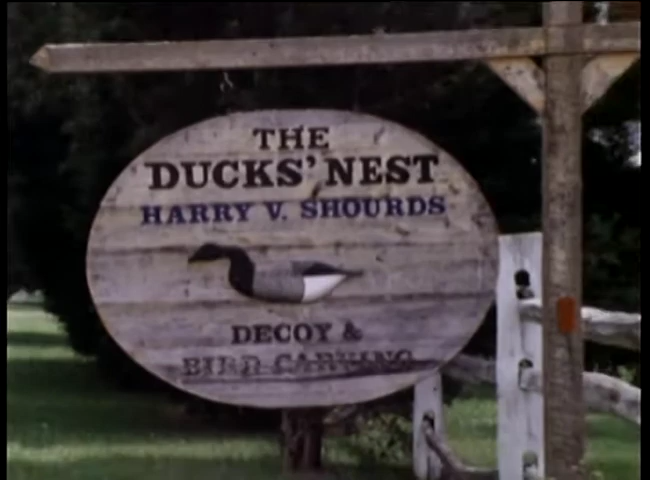 THE
DUCKS' NEST
HARRY V. SHOURDS
DECOY &
BIRD CARVING